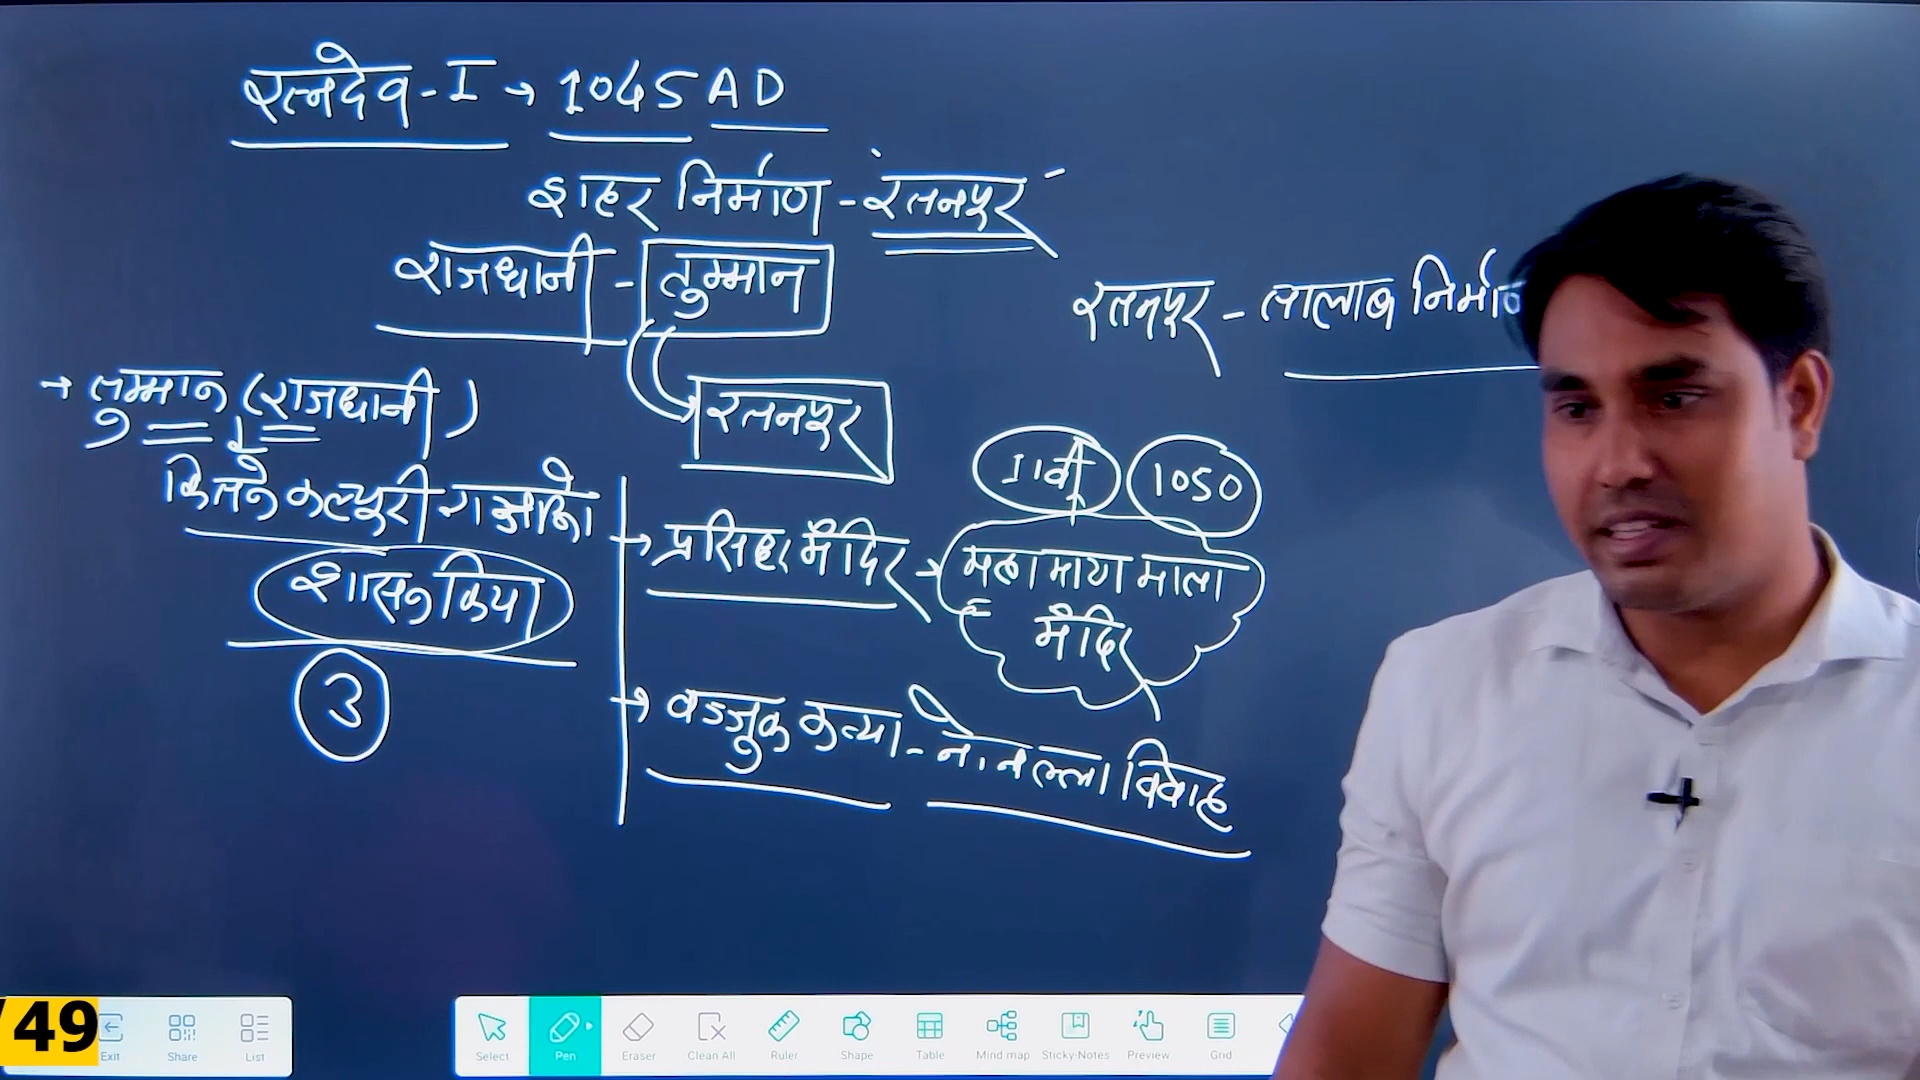 रत्नदेव - I → 1045 AD
शहर निर्माण - रतनपुर
राजधानी - तुम्मान
रतनपुर - तालाब निर्मा
→ तुम्मान (राजधानी)
रतनपुर
11वी 1050
कितने कल्चुरी राजाओ
शासन किया
3
→ प्रसिद्ध मंदिर → महामाया माता
मंदिर
→ वज्जुक कन्या - नोनल्ला विवाह
49
Exit Share List
Select Pen Eraser Clean All Ruler Shape Table Mind map Sticky Notes Preview Grid